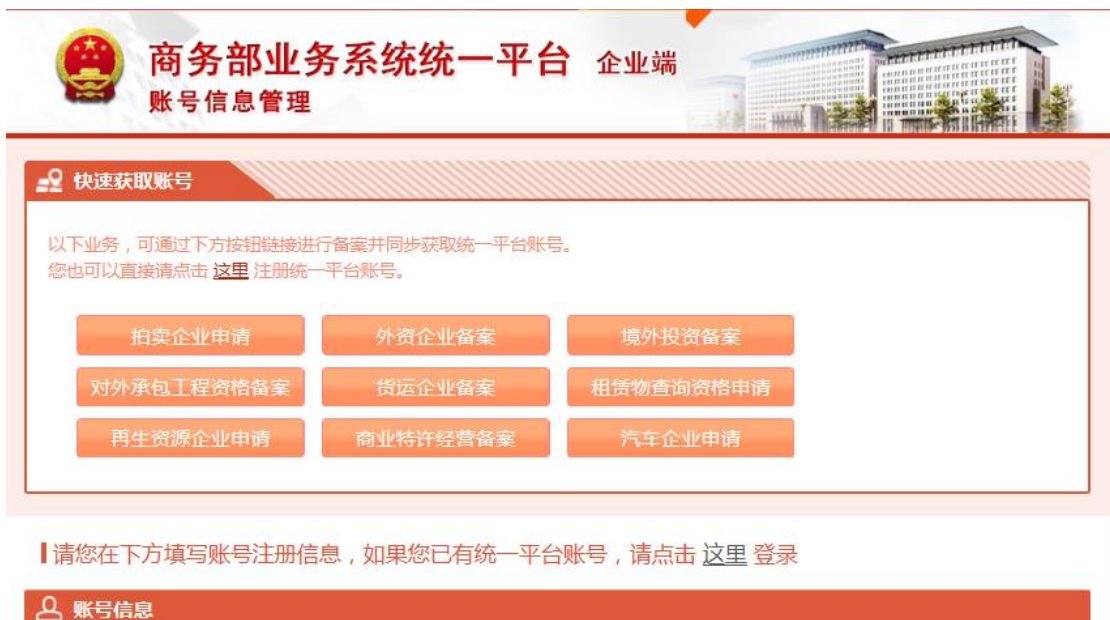 商务部业务系统统一平台 企业端
账号信息管理
快速获取账号
以下业务，可通过下方按钮链接进行备案并同步获取统一平台账号。
您也可以直接请点击 这里 注册统一平台账号。
拍卖企业申请 外资企业备案 境外投资备案
对外承包工程资格备案 货运企业备案 租赁物查询资格申请
再生资源企业申请 商业特许经营备案 汽车企业申请
请您在下方填写账号注册信息，如果您已有统一平台账号，请点击 这里 登录
账号信息